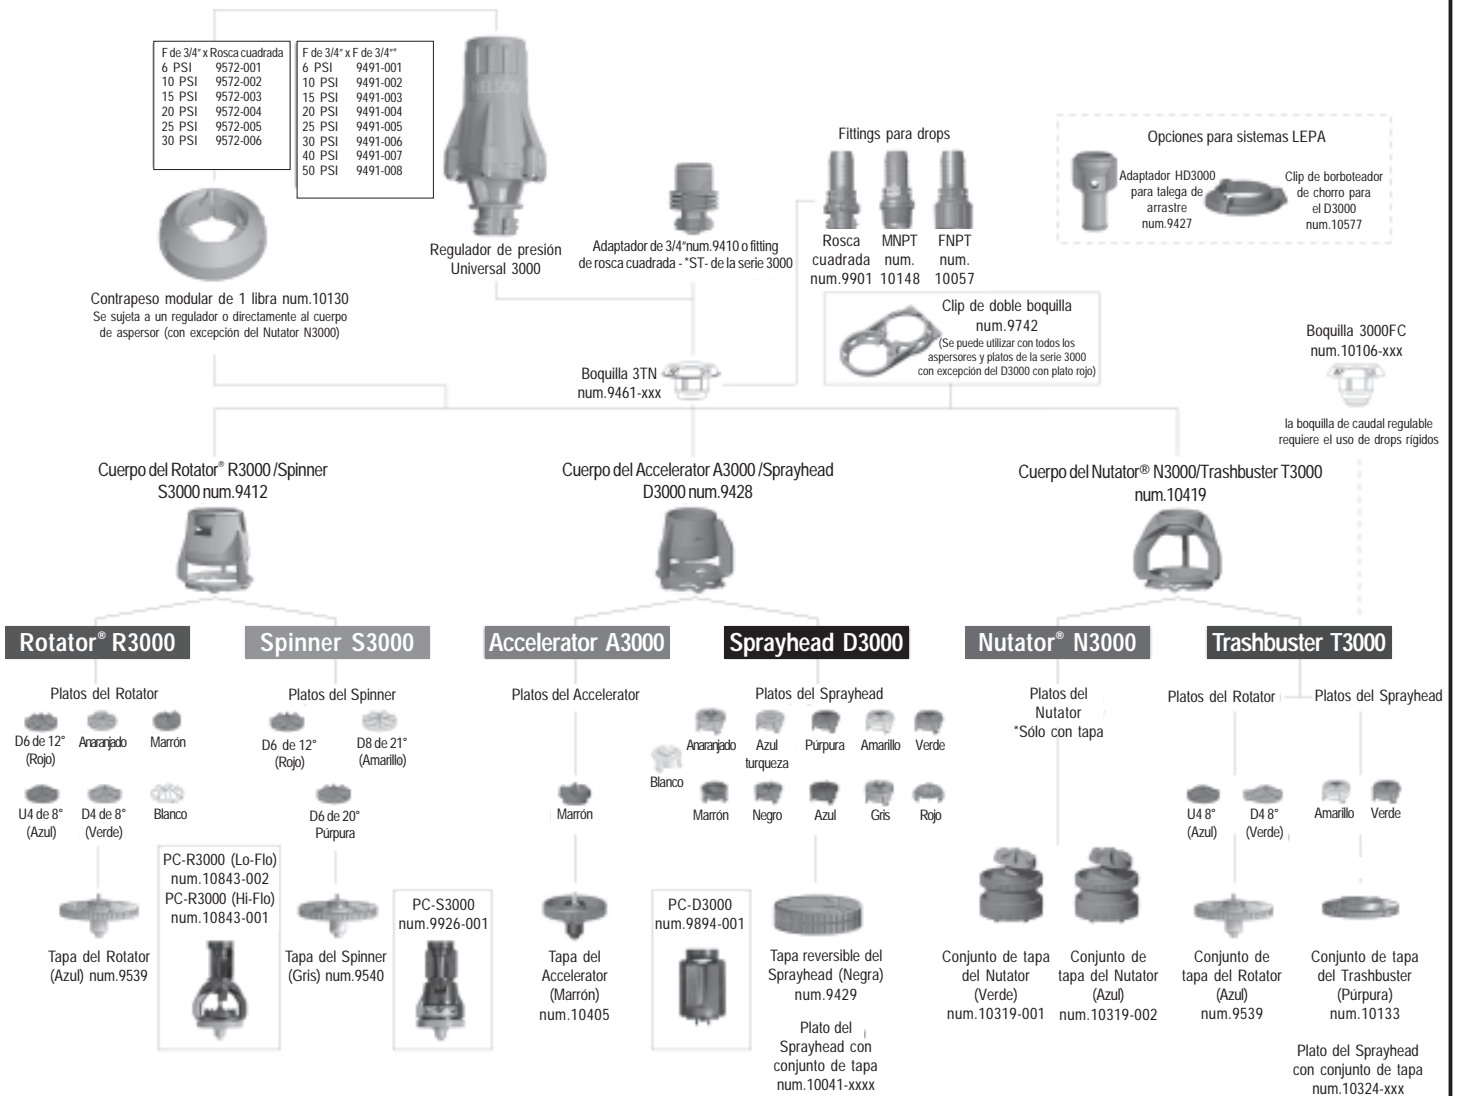 F de 3/4" x Rosca cuadrada
6 PSI 9572-001
10 PSI 9572-002
15 PSI 9572-003
20 PSI 9572-004
25 PSI 9572-005
30 PSI 9572-006
F de 3/4" x F de 3/4""
6 PSI 9491-001
10 PSI 9491-002
15 PSI 9491-003
20 PSI 9491-004
25 PSI 9491-005
30 PSI 9491-006
40 PSI 9491-007
50 PSI 9491-008
NELSON
Regulador de presión
Universal 3000
Contrapeso modular de 1 libra num.10130
Se sujeta a un regulador o directamente al cuerpo
de aspersor (con excepción del Nutator N3000)
Adaptador de 3/4"num.9410 o fitting
de rosca cuadrada - "ST- de la serie 3000
Fittings para drops
Rosca
cuadrada
num.9901
MNPT
num.
10148
FNPT
num.
10057
Opciones para sistemas LEPA
Adaptador HD3000
para talega de
arrastre
num.9427
Clip de borboteador
de chorro para
el D3000
num.10577
Clip de doble boquilla
num.9742
(Se puede utilizar con todos los
aspersores y platos de la serie 3000
con excepción del D3000 con plato rojo)
Boquilla 3TN
num.9461-xxx
Boquilla 3000FC
num.10106-xxx
la boquilla de caudal regulable
requiere el uso de drops rígidos
Cuerpo del Rotator® R3000 /Spinner
S3000 num.9412
Cuerpo del Accelerator A3000 /Sprayhead
D3000 num.9428
Cuerpo del Nutator® N3000/Trashbuster T3000
num.10419
Rotator® R3000
Spinner S3000
Accelerator A3000
Sprayhead D3000
Nutator® N3000
Trashbuster T3000
Platos del Rotator
D6 de 12°
(Rojo)
Anaranjado
Marrón
U4 de 8°
(Azul)
D4 de 8°
(Verde)
Blanco
PC-R3000 (Lo-Flo)
num.10843-002
PC-R3000 (Hi-Flo)
num.10843-001
Tapa del Rotator
(Azul) num.9539
Platos del Spinner
D6 de 12°
(Rojo)
D8 de 21°
(Amarillo)
D6 de 20°
Púrpura
PC-S3000
num.9926-001
Tapa del Spinner
(Gris) num.9540
Platos del Accelerator
Marrón
Tapa del
Accelerator
(Marrón)
num.10405
Platos del Sprayhead
Blanco
Anaranjado
Azul
turqueza
Púrpura
Amarillo
Verde
Marrón
Negro
Azul
Gris
Rojo
PC-D3000
num.9894-001
Tapa reversible del
Sprayhead (Negra)
num.9429
Plato del
Sprayhead con
conjunto de tapa
num.10041-xxxx
Platos del
Nutator
*Sólo con tapa
Conjunto de tapa
del Nutator
(Verde)
num.10319-001
Conjunto de
tapa del Nutator
(Azul)
num.10319-002
Platos del Rotator
U4 8°
(Azul)
D4 8°
(Verde)
Conjunto de
tapa del Rotator
(Azul)
num.9539
Platos del Sprayhead
Amarillo
Verde
Conjunto de tapa
del Trashbuster
(Púrpura)
num.10133
Plato del Sprayhead
con conjunto de tapa
num.10324-xxx